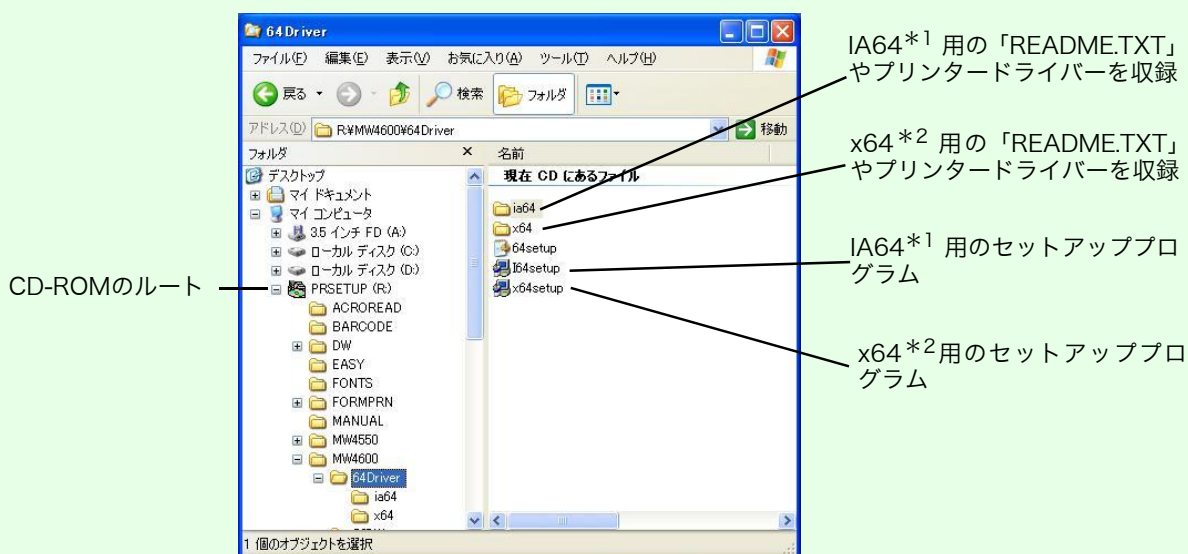 64Driver
ファイル(F) 編集(E) 表示(V) お気に入り(A) ツール(T) ヘルプ(H)
戻る 検索 フォルダ
アドレス(D) R:¥MW4600¥64Driver 移動
フォルダ × 名前
デスクトップ
マイ ドキュメント
マイ コンピュータ
3.5 インチ FD (A:)
ローカル ディスク (C:)
ローカル ディスク (D:)
PRSETUP (R:)
ACROREAD
BARCODE
DW
EASY
FONTS
FORMPRN
MANUAL
MW4550
MW4600
64Driver
ia64
x64
現在 CD にあるファイル
ia64
x64
64setup
I64setup
x64setup
1 個のオブジェクトを選択
CD-ROMのルート
IA64*1 用の「README.TXT」
やプリンタードライバーを収録
x64*2 用の「README.TXT」
やプリンタードライバーを収録
IA64*1 用のセットアッププロ
グラム
x64*2用のセットアッププロ
グラム